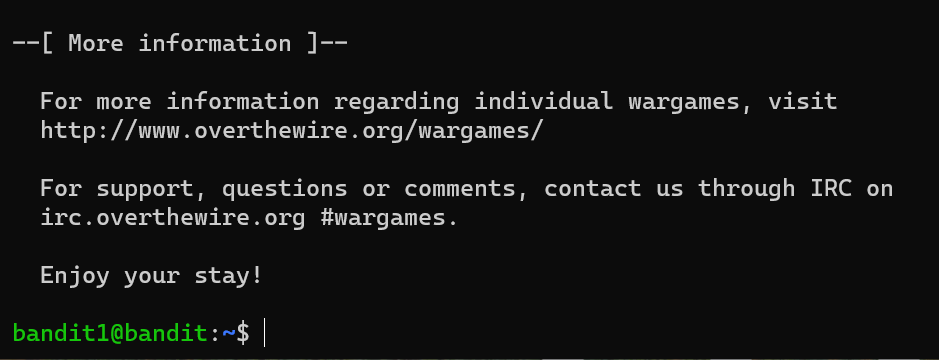 --[ More information ]--
For more information regarding individual wargames, visit
http://www.overthewire.org/wargames/
For support, questions or comments, contact us through IRC on
irc.overthewire.org #wargames.
Enjoy your stay!
bandit1@bandit:~$